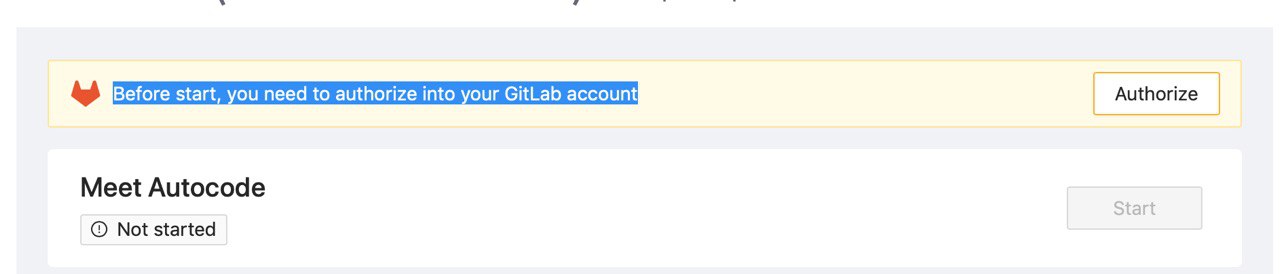 Before start, you need to authorize into your GitLab account
Authorize
Meet Autocode
Start
Not started